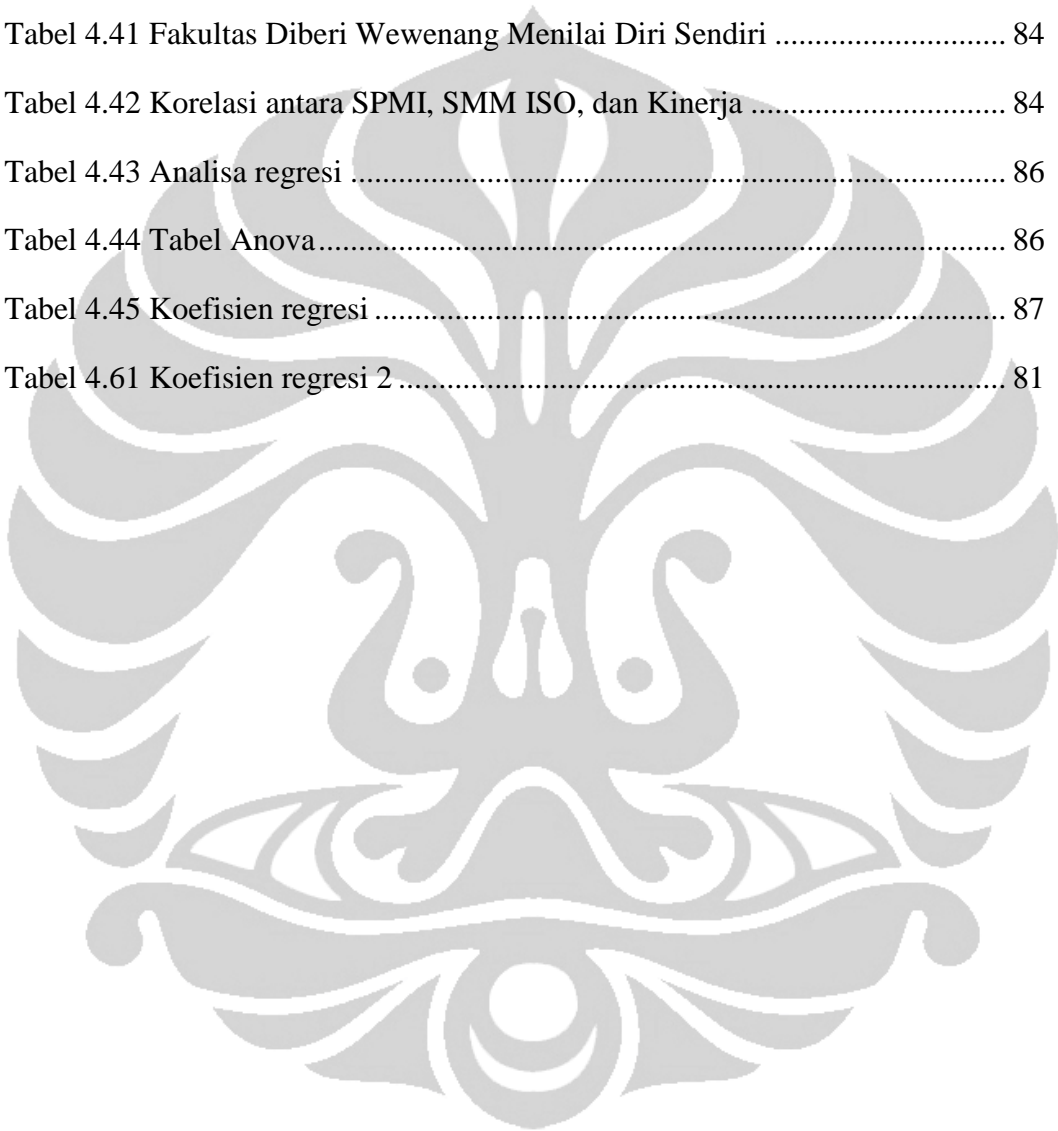 Tabel 4.41 Fakultas Diberi Wewenang Menilai Diri Sendiri ............................ 84
Tabel 4.42 Korelasi antara SPMI, SMM ISO, dan Kinerja ............................... 84
Tabel 4.43 Analisa regresi ................................................................................ 86
Tabel 4.44 Tabel Anova .................................................................................... 86
Tabel 4.45 Koefisien regresi ............................................................................. 87
Tabel 4.61 Koefisien regresi 2 .......................................................................... 81